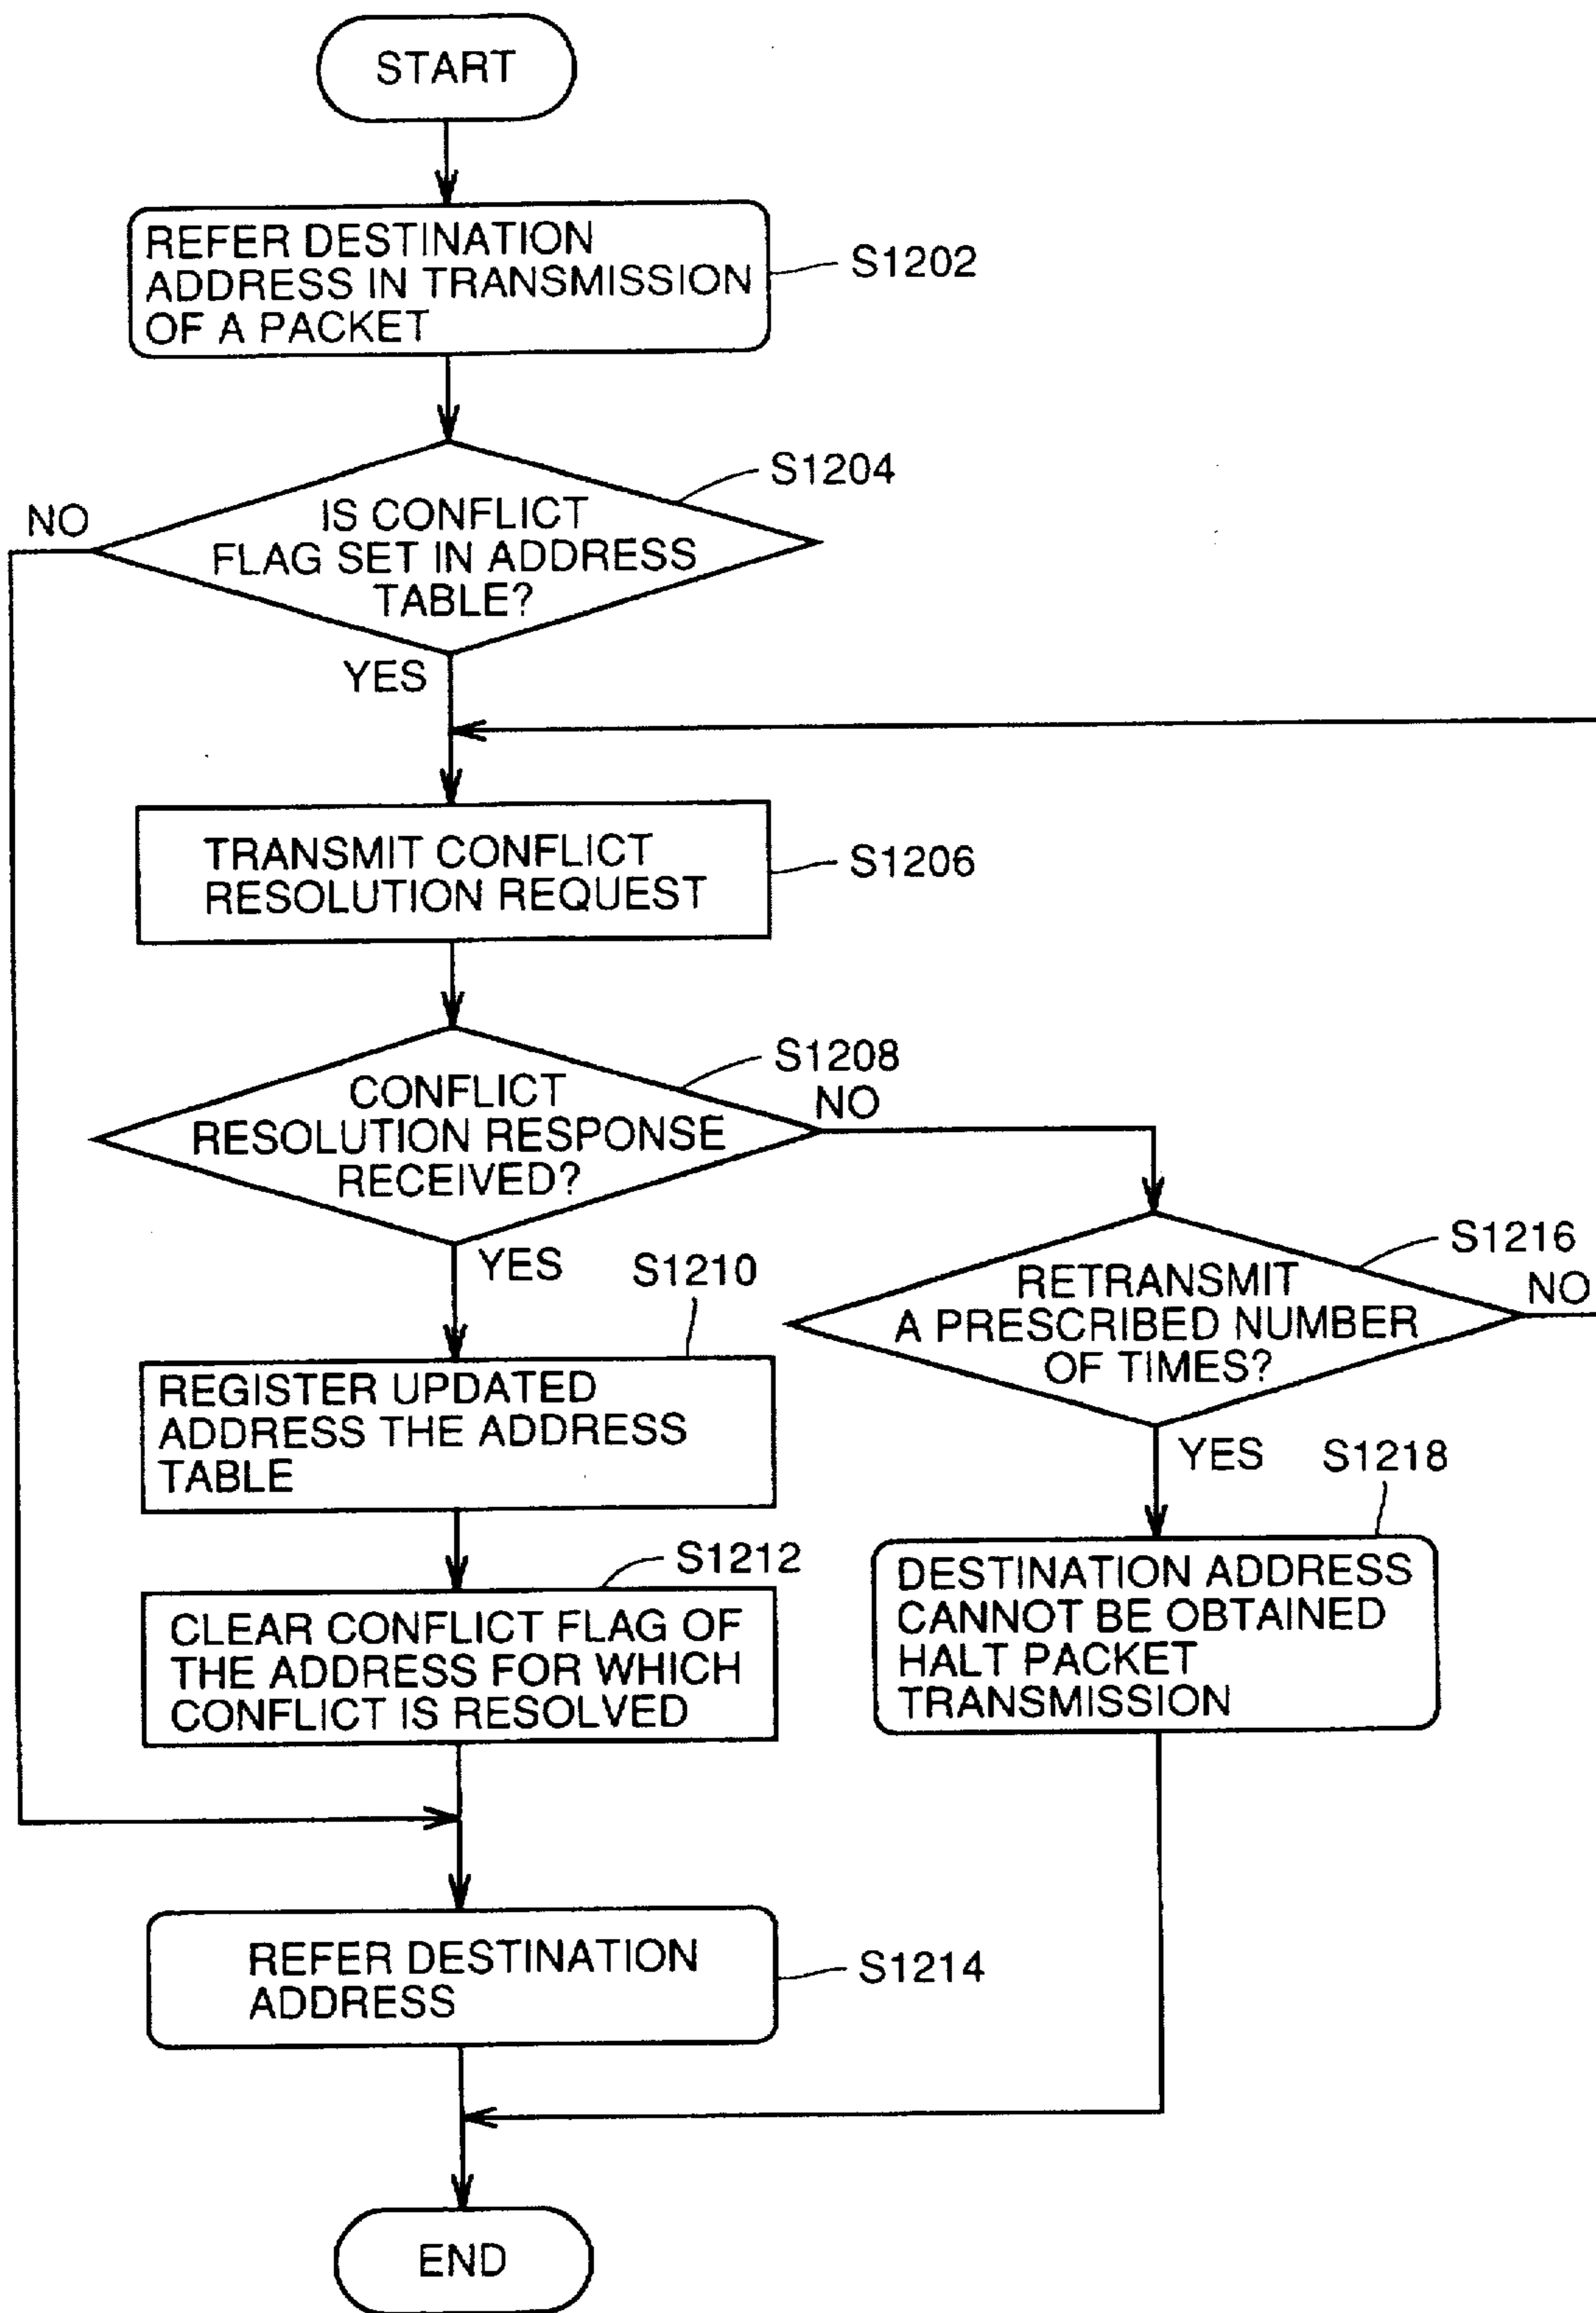 START
REFER DESTINATION
ADDRESS IN TRANSMISSION
OF A PACKET
S1202
S1204
NO
IS CONFLICT
FLAG SET IN ADDRESS
TABLE?
YES
TRANSMIT CONFLICT
RESOLUTION REQUEST
S1206
S1208
CONFLICT
RESOLUTION RESPONSE
RECEIVED?
NO
YES
S1210
REGISTER UPDATED
ADDRESS THE ADDRESS
TABLE
S1212
CLEAR CONFLICT FLAG OF
THE ADDRESS FOR WHICH
CONFLICT IS RESOLVED
S1216
RETRANSMIT
A PRESCRIBED NUMBER
OF TIMES?
NO
YES
S1218
DESTINATION ADDRESS
CANNOT BE OBTAINED
HALT PACKET
TRANSMISSION
REFER DESTINATION
ADDRESS
S1214
END